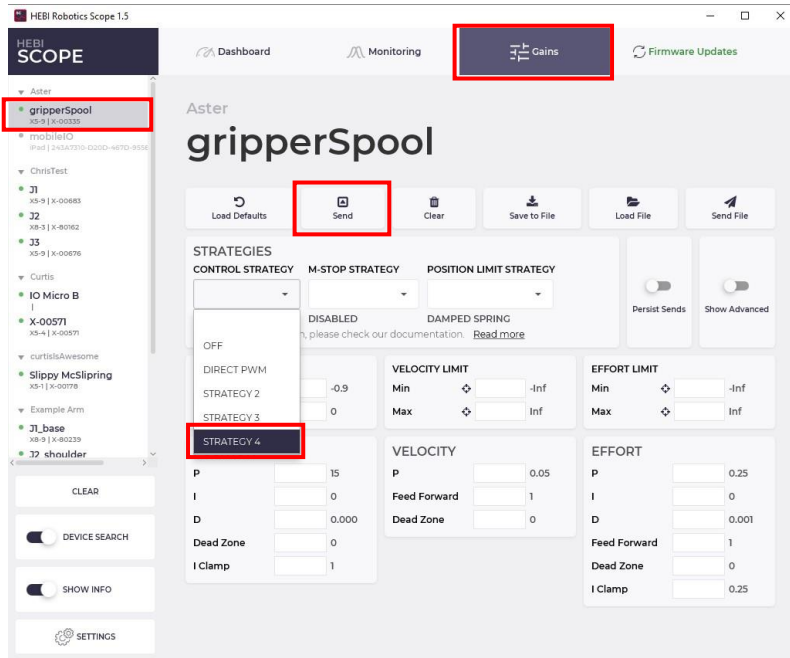 HEBI Robotics Scope 1.5
HEBI
SCOPE
Dashboard
Monitoring
Gains
Firmware Updates
Aster
gripperSpool
X5-9 | X-00335
mobileIO
ChrisTest
J1
X5-9 | X-00683
J2
X8-3 | X-80162
J3
X5-9 | X-00676
Curtis
IO Micro B
|
X-00571
X5-4 | X-00571
curtisIsAwesome
Slippy McSlipring
X5-1 | X-00178
Example Arm
J1_base
X8-9 | X-80239
J2_shoulder
CLEAR
DEVICE SEARCH
SHOW INFO
SETTINGS
Aster
gripperSpool
Load Defaults
Send
Clear
Save to File
Load File
Send File
STRATEGIES
CONTROL STRATEGY M-STOP STRATEGY POSITION LIMIT STRATEGY
DISABLED DAMPED SPRING
, please check our documentation. Read more
Persist Sends
Show Advanced
OFF
DIRECT PWM
STRATEGY 2
STRATEGY 3
STRATEGY 4
-0.9
0
VELOCITY LIMIT
Min -Inf
Max Inf
EFFORT LIMIT
Min -Inf
Max Inf
P 15
I 0
D 0.000
Dead Zone 0
I Clamp 1
VELOCITY
P 0.05
Feed Forward 1
Dead Zone 0
EFFORT
P 0.25
I 0
D 0.001
Feed Forward 1
Dead Zone 0
I Clamp 0.25